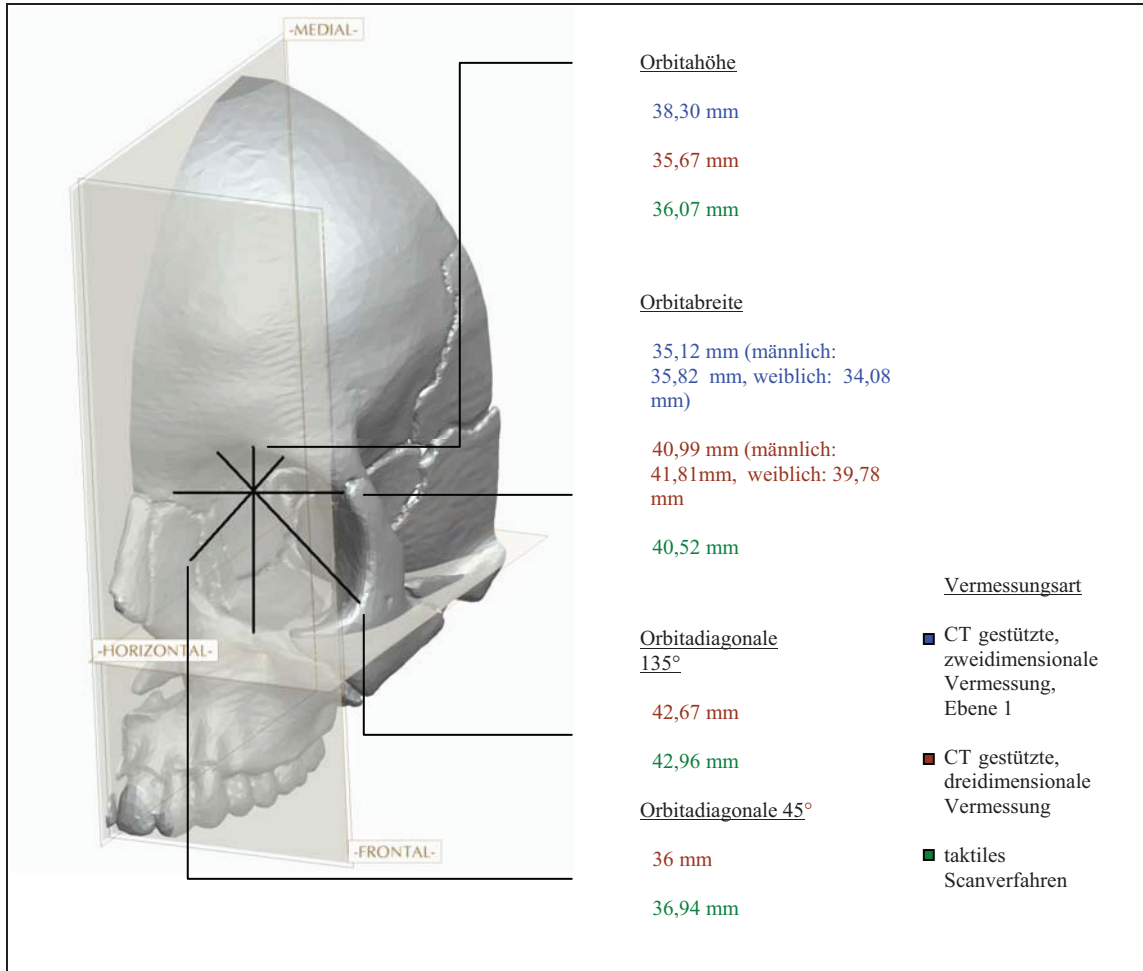 -MEDIAL-
-HORIZONTAL-
-FRONTAL-
Orbitahöhe
38,30 mm
35,67 mm
36,07 mm
Orbitabreite
35,12 mm (männlich:
35,82 mm, weiblich: 34,08
mm)
40,99 mm (männlich:
41,81mm, weiblich: 39,78
mm
40,52 mm
Orbitadiagonale
135°
42,67 mm
42,96 mm
Orbitadiagonale 45°
36 mm
36,94 mm
Vermessungsart
CT gestützte,
zweidimensionale
Vermessung,
Ebene 1
CT gestützte,
dreidimensionale
Vermessung
taktiles
Scanverfahren